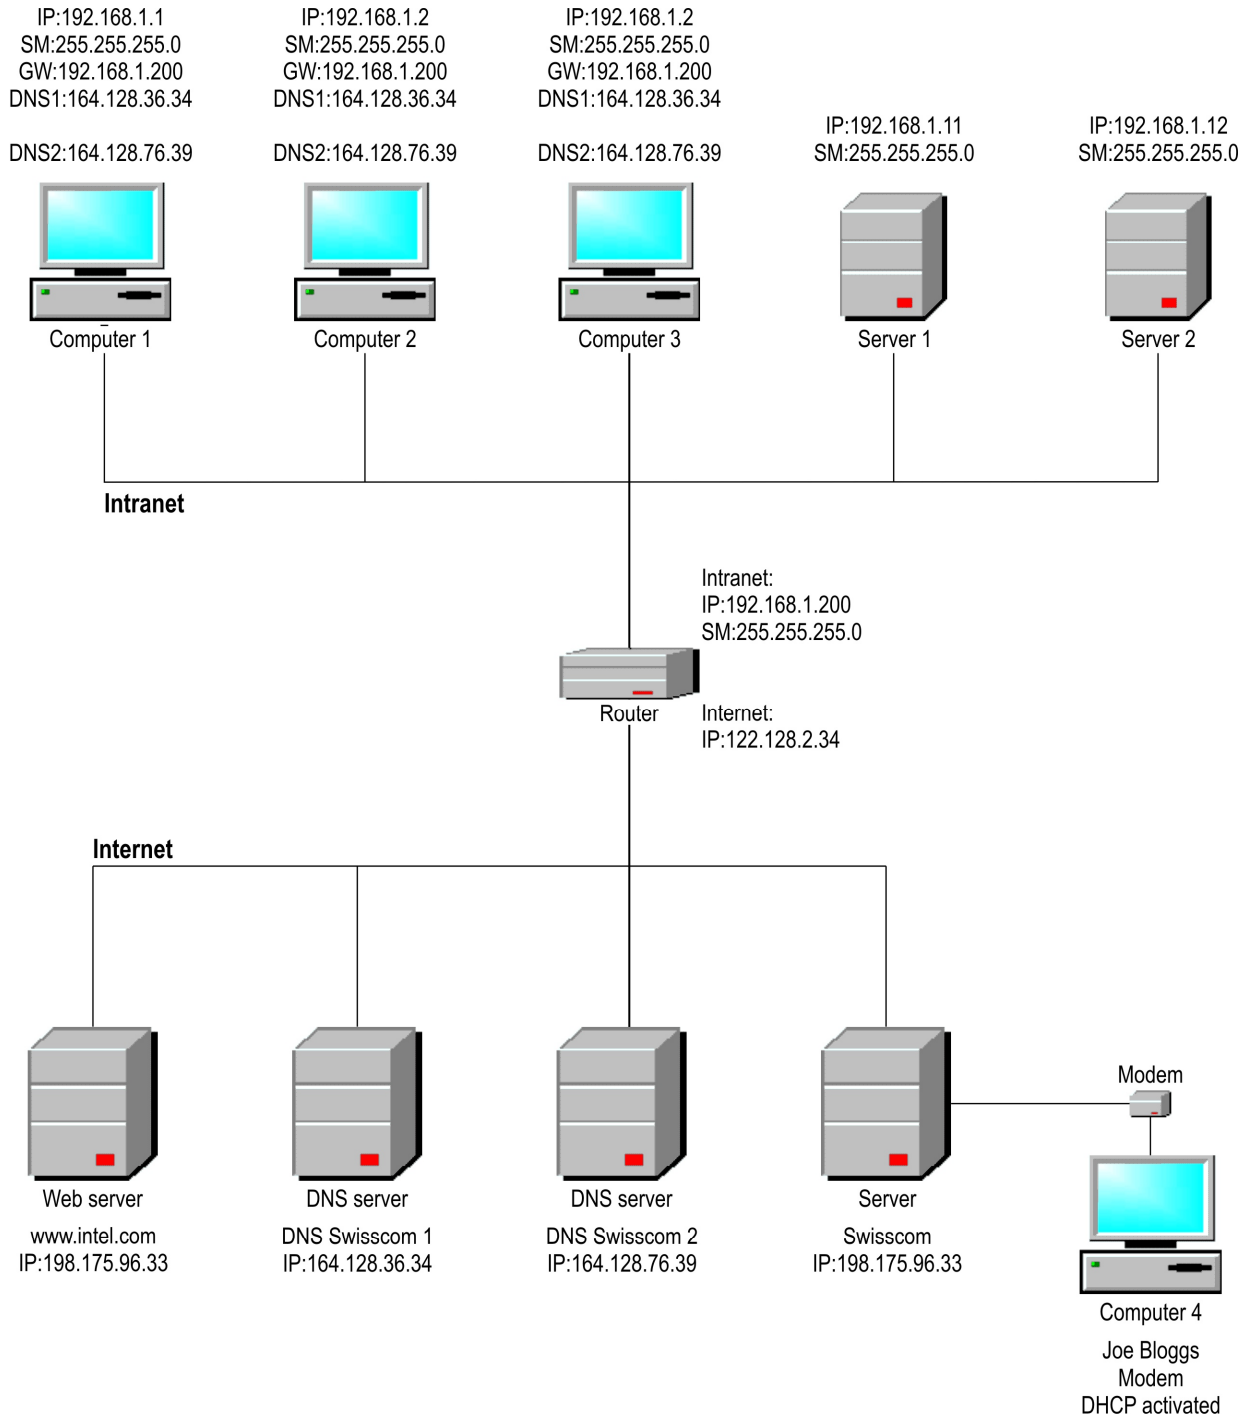 IP:192.168.1.1
SM:255.255.255.0
GW:192.168.1.200
DNS1:164.128.36.34
DNS2:164.128.76.39
Computer 1
IP:192.168.1.2
SM:255.255.255.0
GW:192.168.1.200
DNS1:164.128.36.34
DNS2:164.128.76.39
Computer 2
IP:192.168.1.2
SM:255.255.255.0
GW:192.168.1.200
DNS1:164.128.36.34
DNS2:164.128.76.39
Computer 3
IP:192.168.1.11
SM:255.255.255.0
Server 1
IP:192.168.1.12
SM:255.255.255.0
Server 2
Intranet
Intranet:
IP:192.168.1.200
SM:255.255.255.0
Router
Internet:
IP:122.128.2.34
Internet
Web server
www.intel.com
IP:198.175.96.33
DNS server
DNS Swisscom 1
IP:164.128.36.34
DNS server
DNS Swisscom 2
IP:164.128.76.39
Server
Swisscom
IP:198.175.96.33
Modem
Computer 4
Joe Bloggs
Modem
DHCP activated